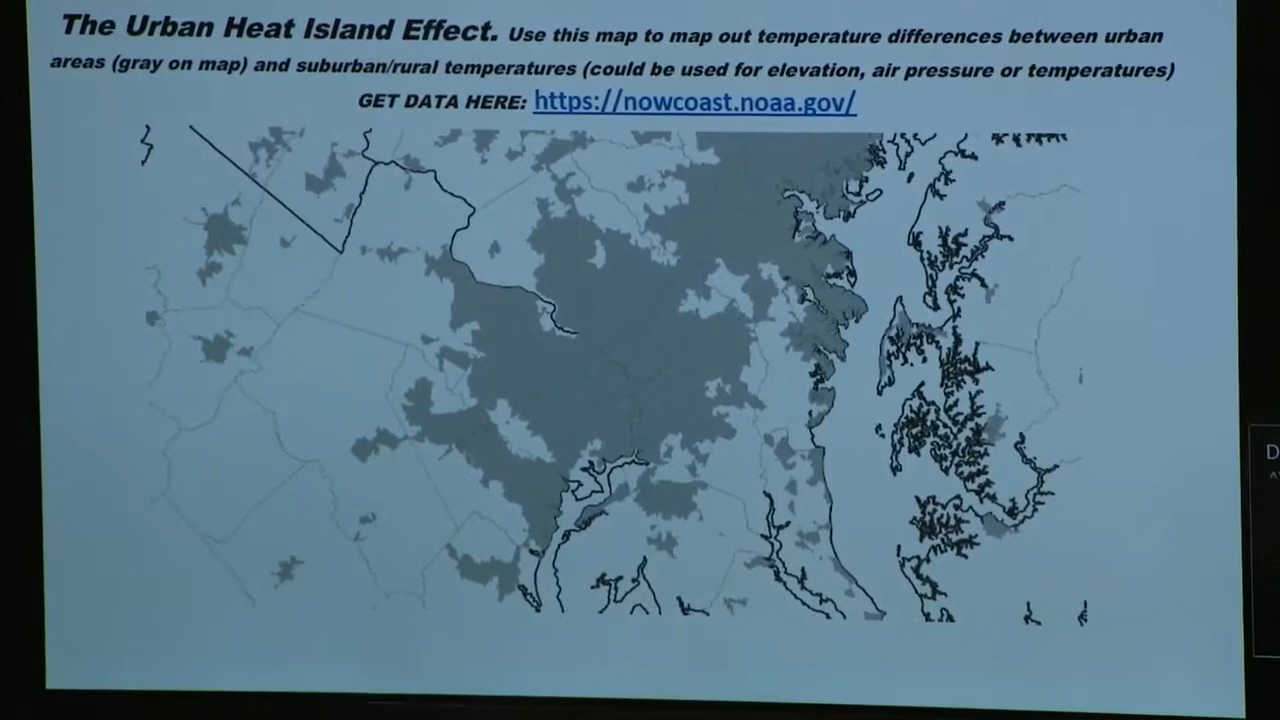 The Urban Heat Island Effect. Use this map to map out temperature differences between urban
areas (gray on map) and suburban/rural temperatures (could be used for elevation, air pressure or temperatures)
GET DATA HERE: https://nowcoast.noaa.gov/
D